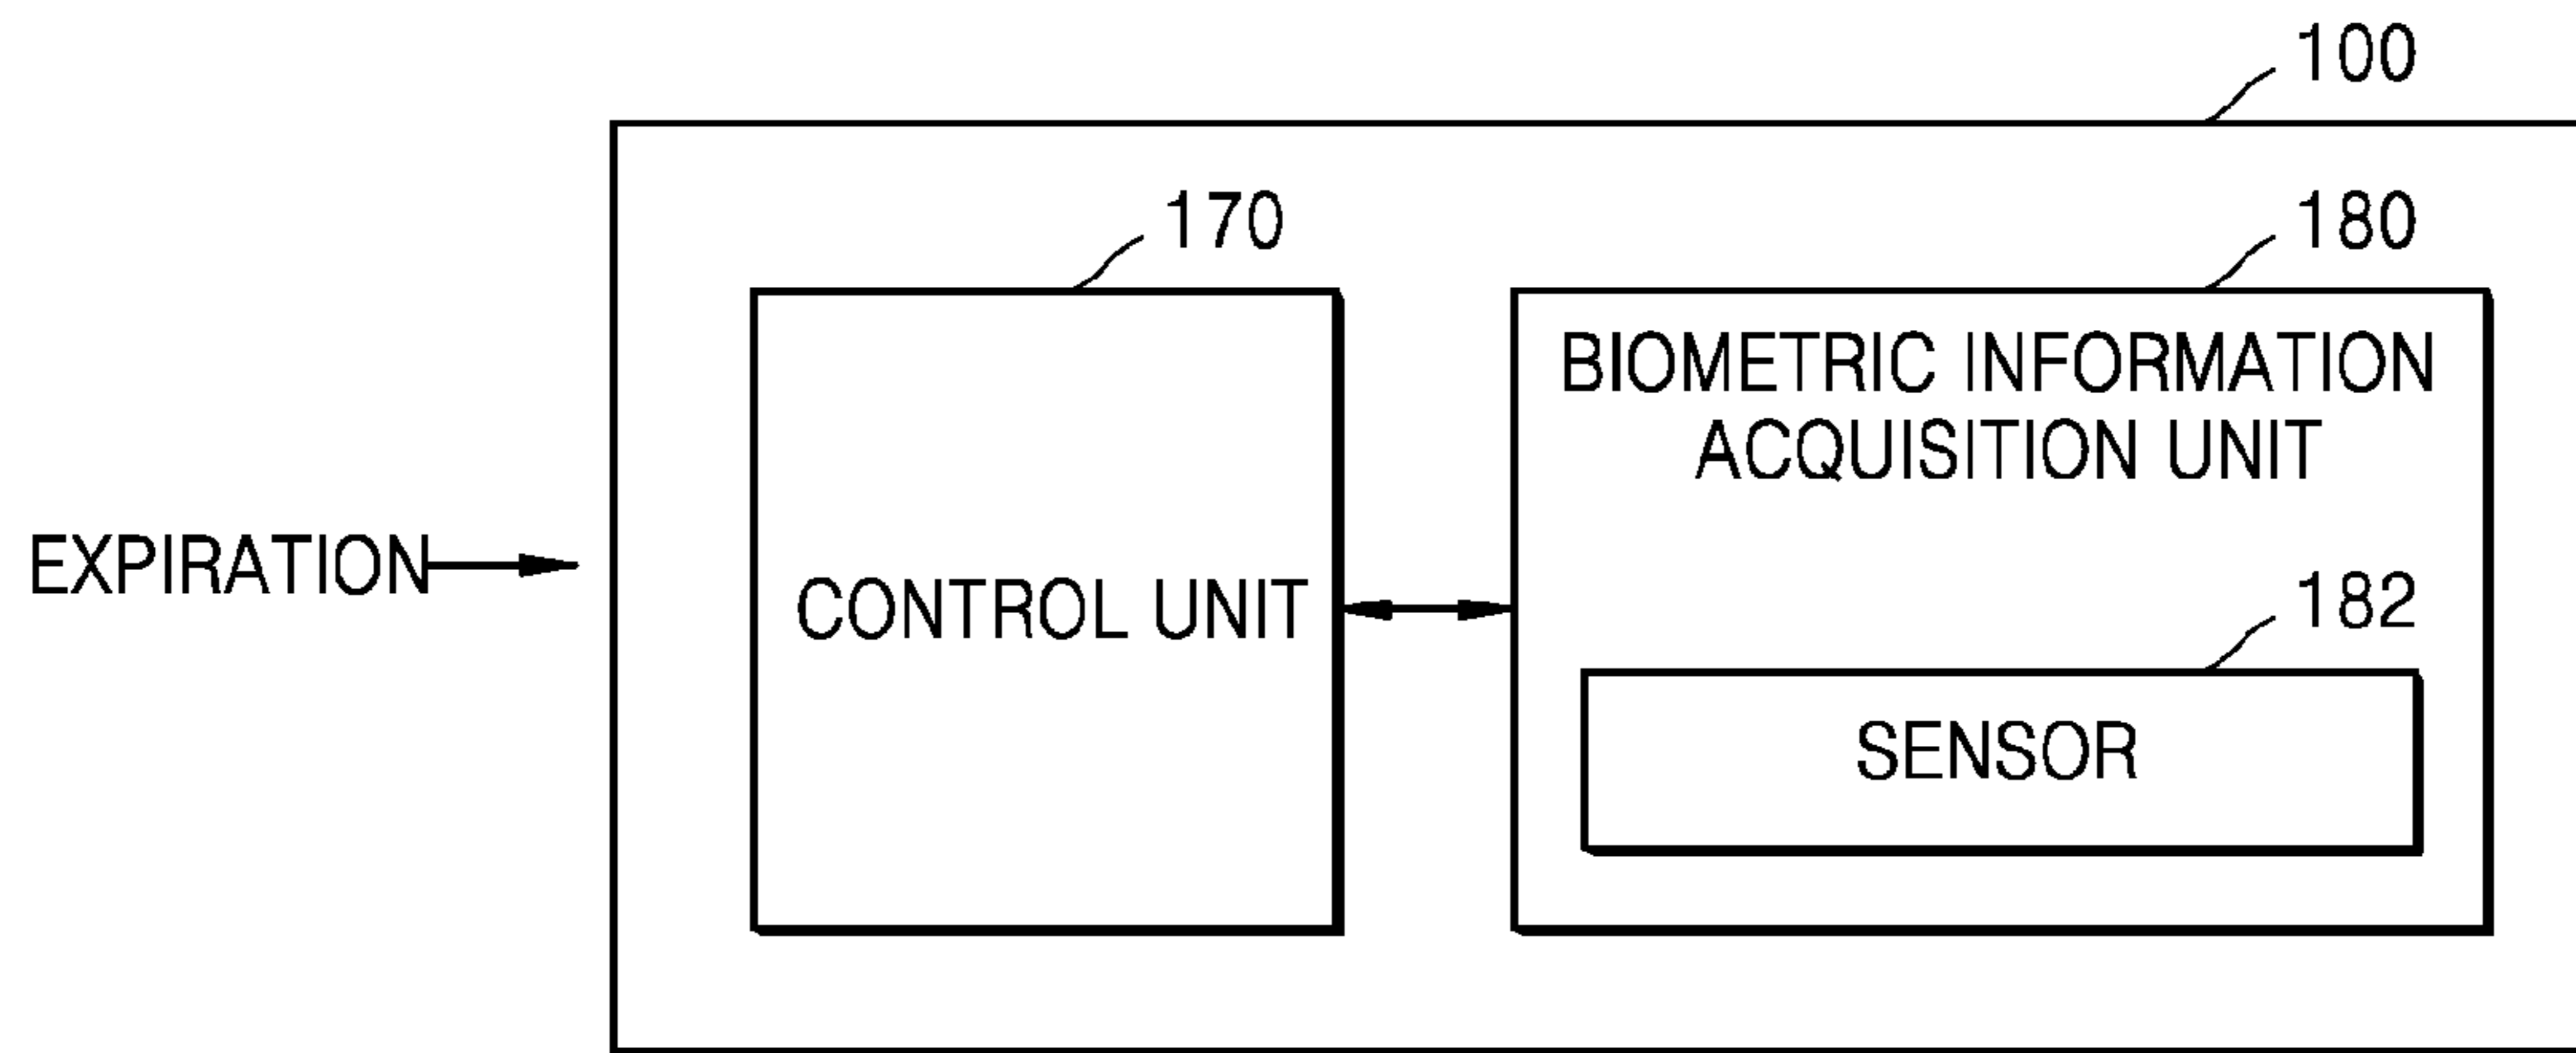 100
170
180
BIOMETRIC INFORMATION
ACQUISITION UNIT
EXPIRATION
CONTROL UNIT
182
SENSOR